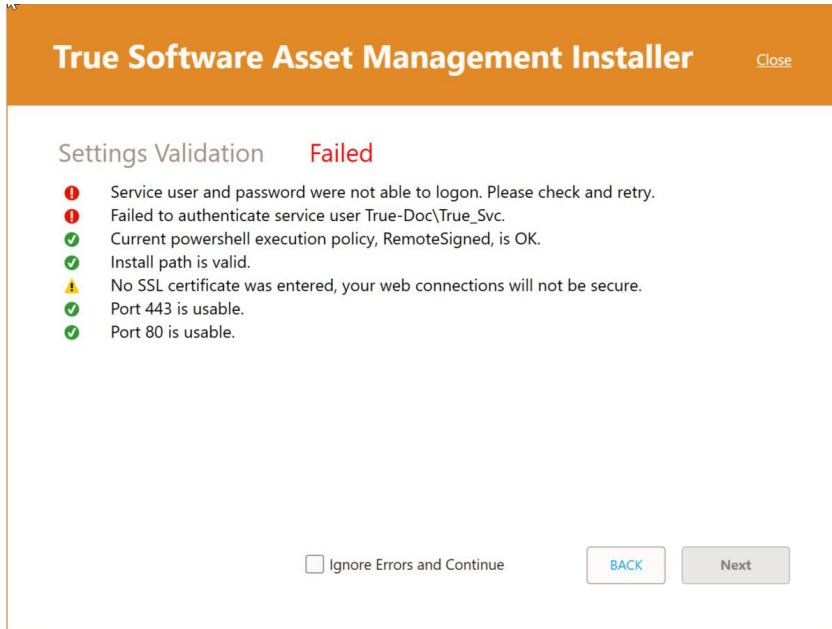 True Software Asset Management Installer
Close
Settings Validation Failed
Service user and password were not able to logon. Please check and retry.
Failed to authenticate service user True-Doc\True_Svc.
Current powershell execution policy, RemoteSigned, is OK.
Install path is valid.
No SSL certificate was entered, your web connections will not be secure.
Port 443 is usable.
Port 80 is usable.
Ignore Errors and Continue
BACK
Next